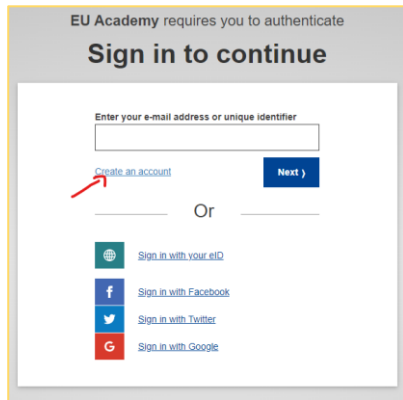 EU Academy requires you to authenticate
Sign in to continue
Enter your e-mail address or unique identifier
Create an account
Next ⟩
Or
Sign in with your eID
f
Sign in with Facebook
Sign in with Twitter
G
Sign in with Google